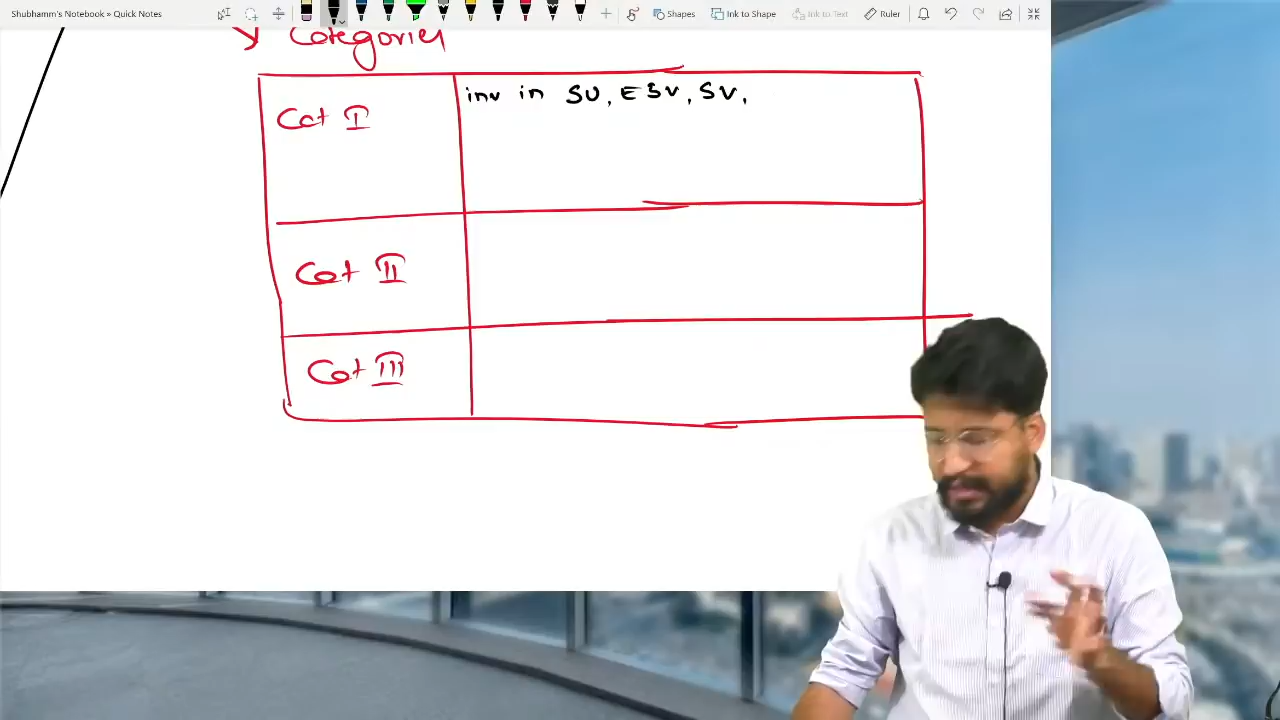 Shubhamm's Notebook » Quick Notes
Shapes
Ink to Shape
Ink to Text
Ruler
Categories
Cat I
inv in SU, ESV, SV,
Cat II
Cat III